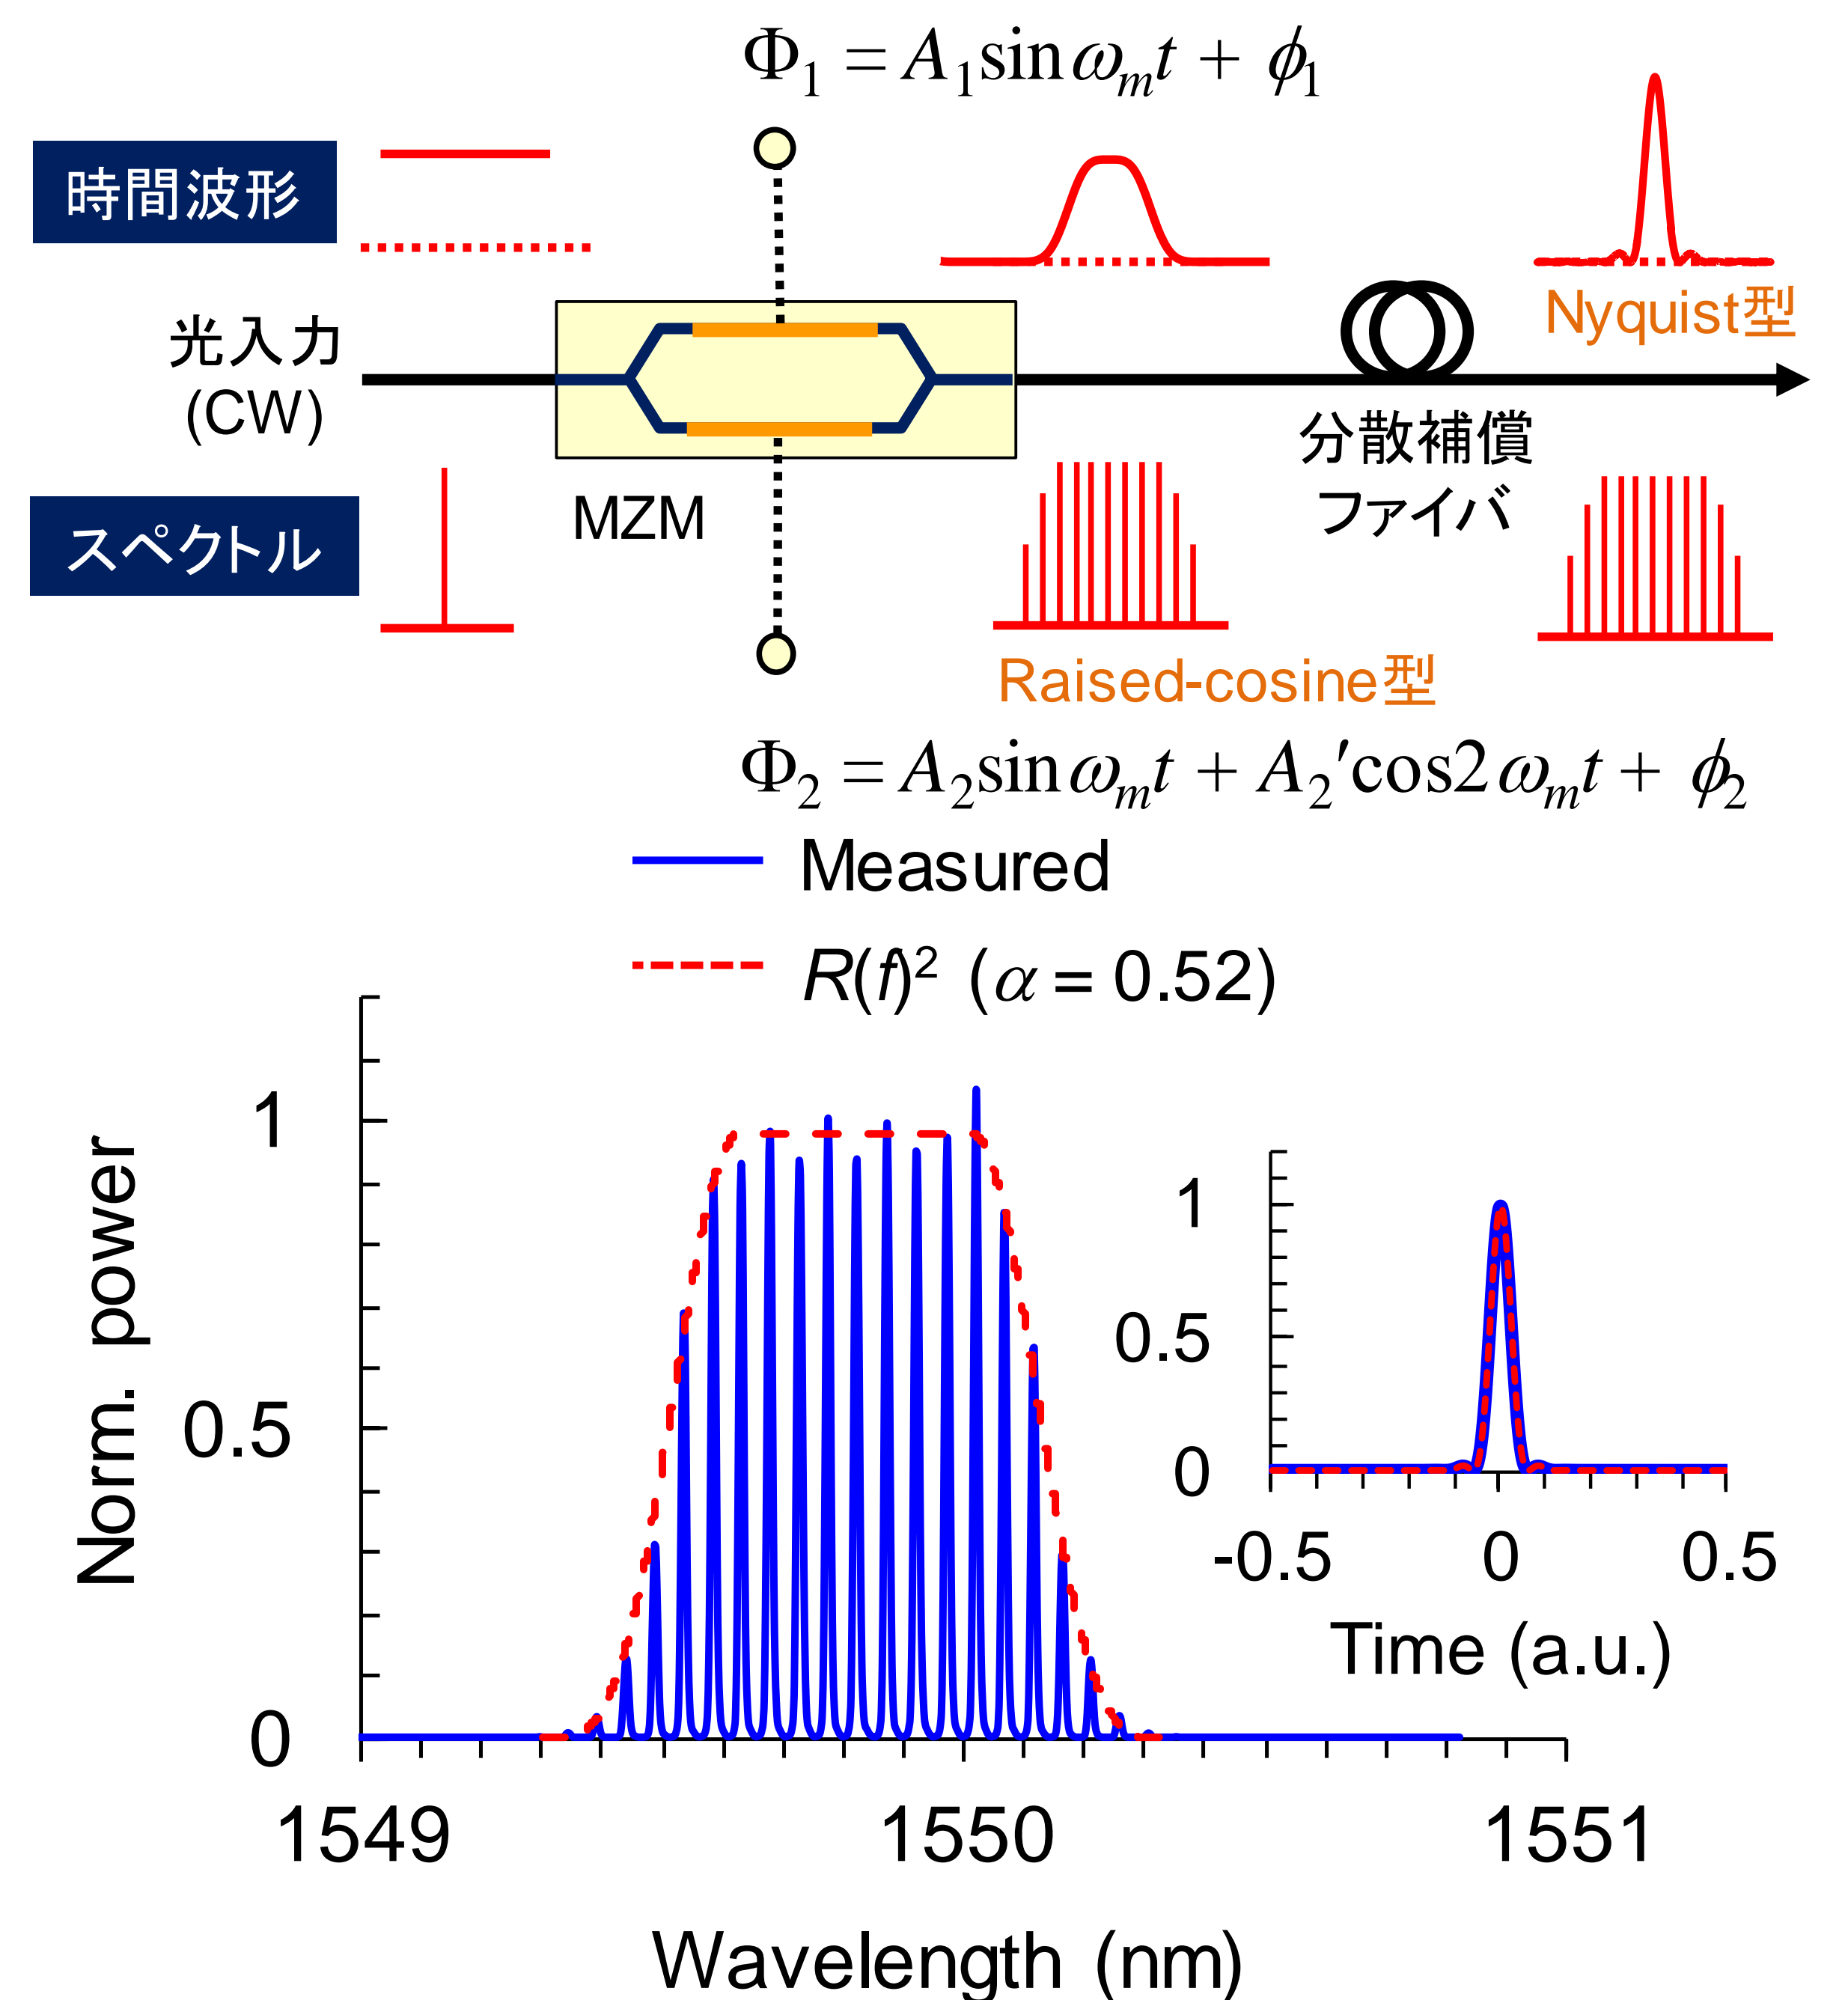 Φ₁ = A₁sinωₘt + ϕ₁
時間波形
Nyquist型
光入力
(CW)
分散補償
ファイバ
MZM
スペクトル
Raised-cosine型
Φ₂ = A₂sinωₘt + A₂′cos2ωₘt + ϕ₂
Measured
R(f)² (α = 0.52)
Norm. power
1
0.5
0
1549
1550
1551
Wavelength (nm)
1
0.5
0
-0.5
0
0.5
Time (a.u.)